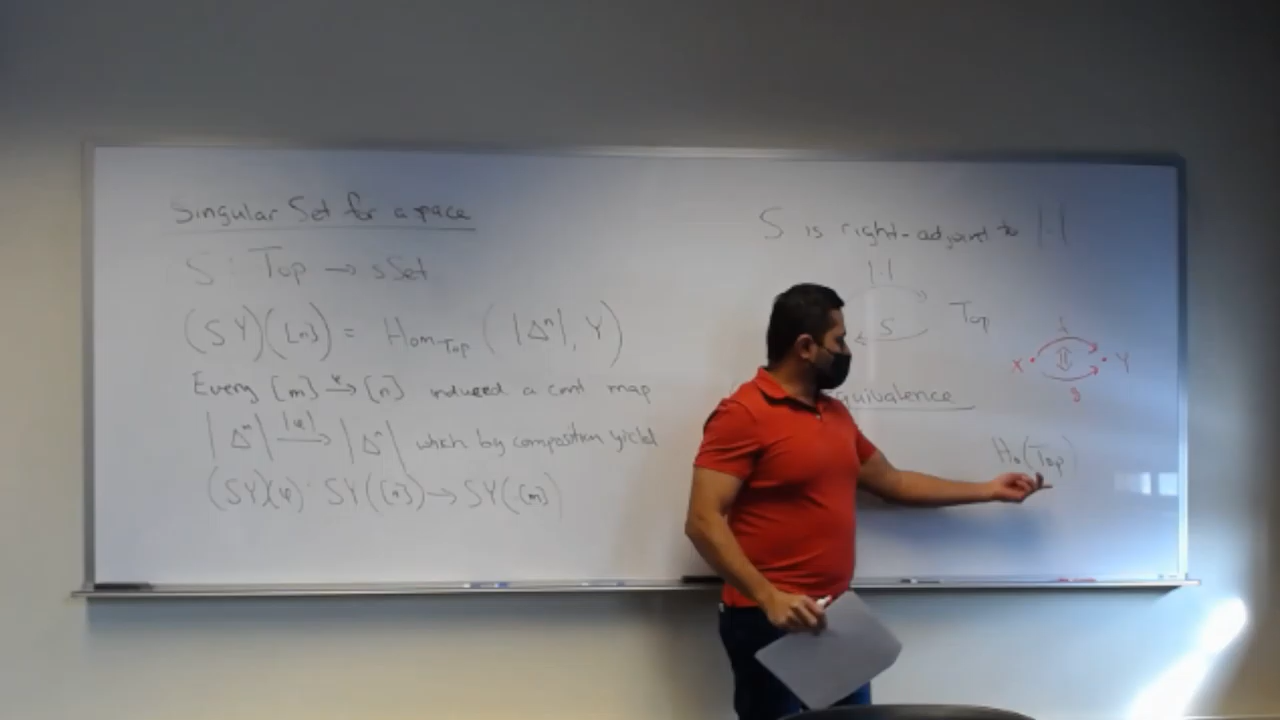 Singular Set for a space
S : Top → sSet
(SY)([n]) = Hom_Top (|Δⁿ|, Y)
Every [m] →^φ [n] induced a cont map
|Δᵐ| →^|φ| |Δⁿ| which by composition yield
(SY)(φ) : SY([n]) → SY([m])
S is right-adjoint to |·|
|·|
S
Top
X
Y
g
equivalence
Ho(Top)